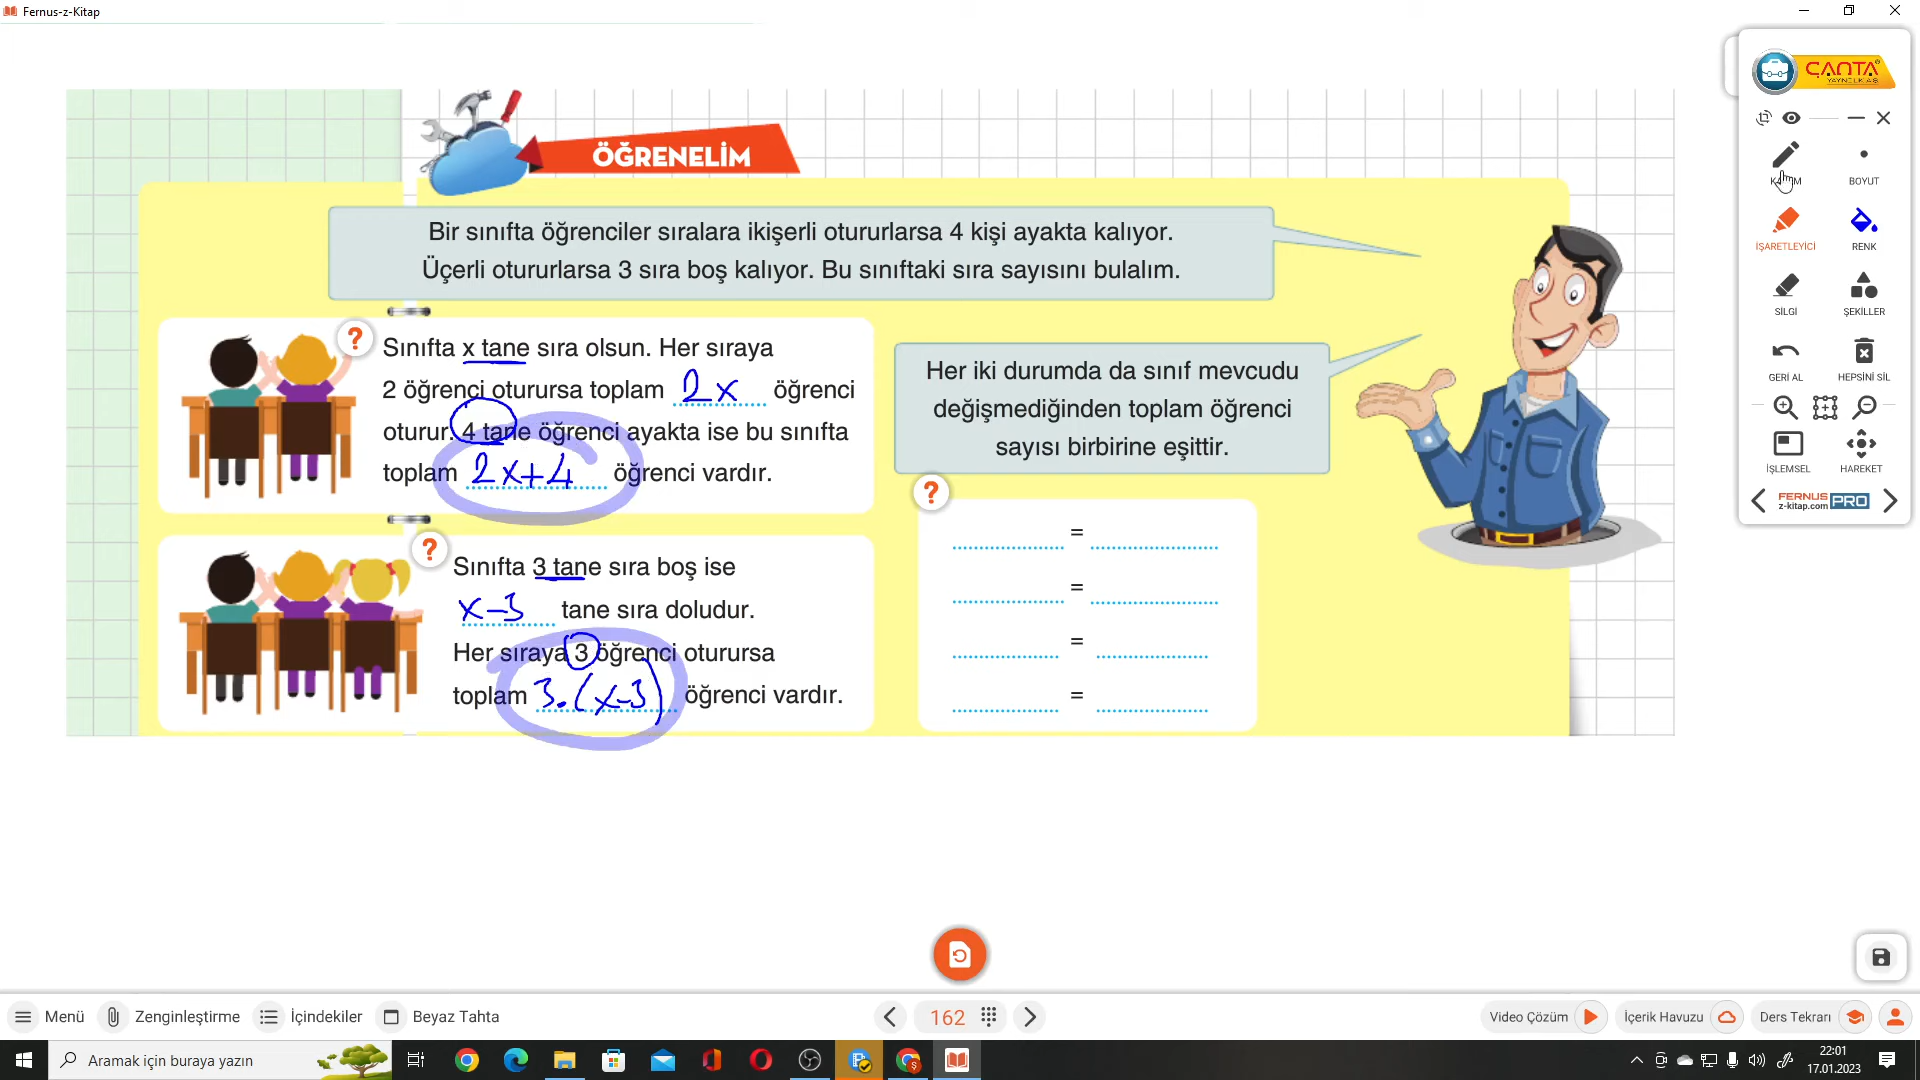 Fernus-z-Kitap
ÇANTA
YAYINCILIK A.Ş.
ÖĞRENELİM
BOYUT
İŞARETLEYİCİ
RENK
SİLGİ
ŞEKİLLER
GERİ AL
HEPSİNİ SİL
İŞLEMSEL
HAREKET
FERNUS PRO
z-kitap.com
Bir sınıfta öğrenciler sıralara ikişerli otururlarsa 4 kişi ayakta kalıyor.
Üçerli otururlarsa 3 sıra boş kalıyor. Bu sınıftaki sıra sayısını bulalım.
?
Sınıfta x tane sıra olsun. Her sıraya
2 öğrenci oturursa toplam 2x öğrenci
oturur. 4 tane öğrenci ayakta ise bu sınıfta
toplam 2x+4 öğrenci vardır.
?
Sınıfta 3 tane sıra boş ise
x-3 tane sıra doludur.
Her sıraya 3 öğrenci oturursa
toplam 3.(x-3) öğrenci vardır.
Her iki durumda da sınıf mevcudu
değişmediğinden toplam öğrenci
sayısı birbirine eşittir.
?
.................... = ....................
.................... = ....................
.................... = ....................
.................... = ....................
Menü Zenginleştirme İçindekiler Beyaz Tahta 162 Video Çözüm İçerik Havuzu Ders Tekrarı
Aramak için buraya yazın
22:01
17.01.2023